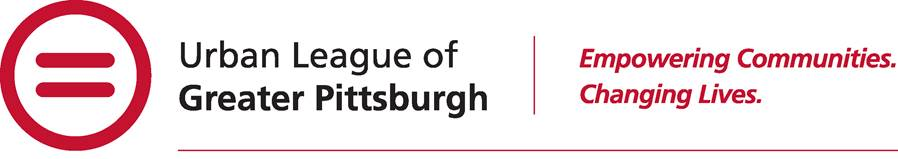 Urban League of
Greater Pittsburgh
Empowering Communities.
Changing Lives.